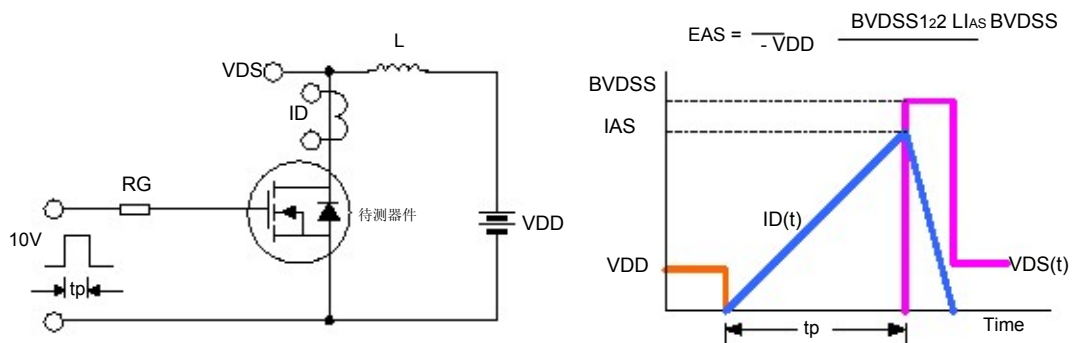 L
VDS
ID
RG
待测器件
VDD
10V
tp
EAS = - VDD
BVDSS122 LIAS BVDSS
BVDSS
IAS
ID(t)
VDD
VDS(t)
tp
Time